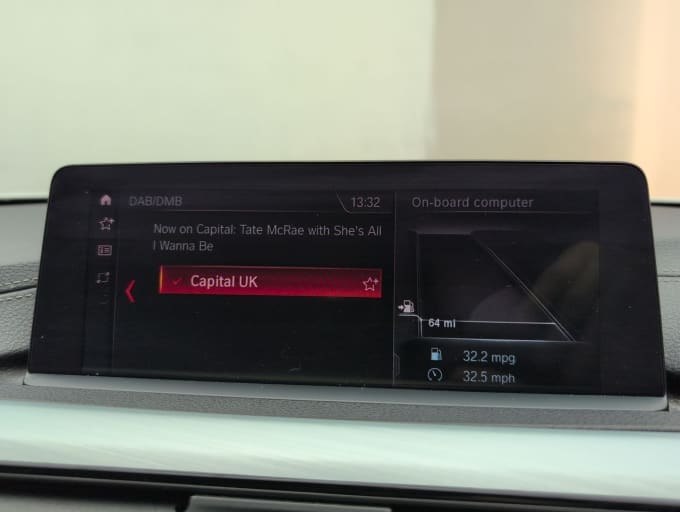 DAB/DMB
13:32
Now on Capital: Tate McRae with She's All
I Wanna Be
Capital UK
On-board computer
64 mi
32.2 mpg
32.5 mph